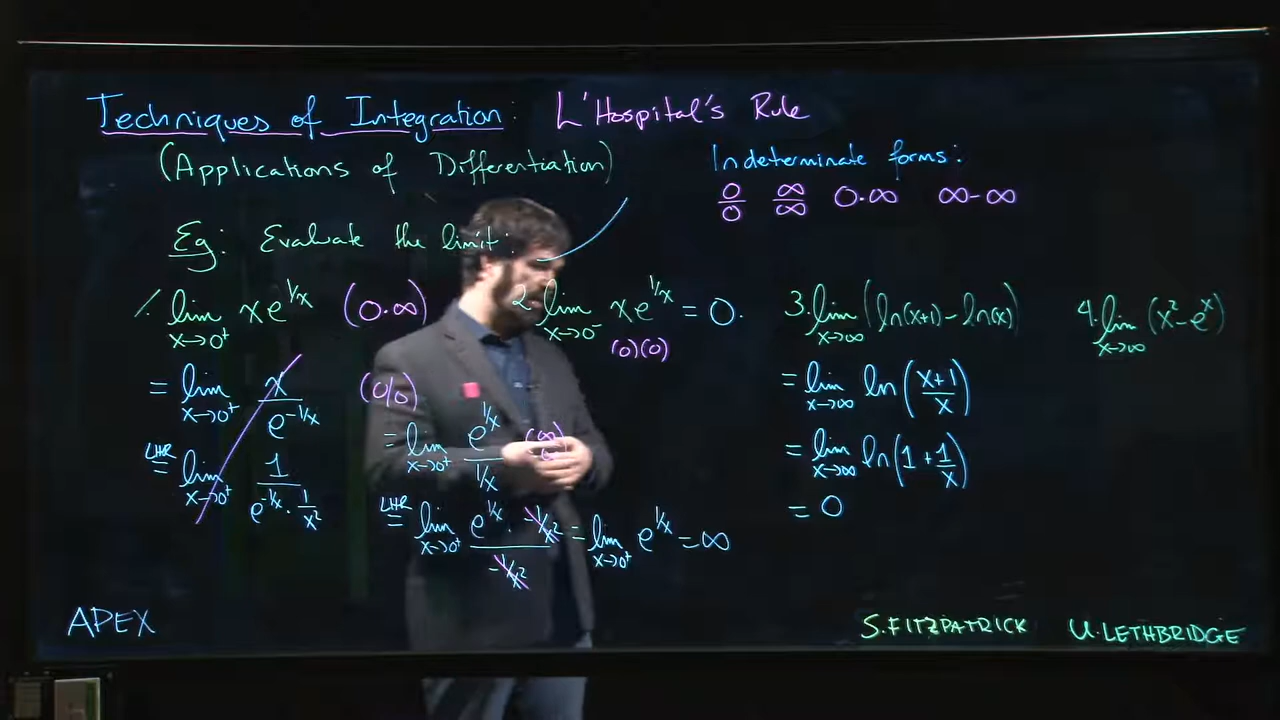 Techniques of Integration: L'Hospital's Rule
(Applications of Differentiation)
Indeterminate forms:
0/0 ∞/∞ 0·∞ ∞-∞
Eg: Evaluate the limit:
1. lim x→0⁺ xe^(1/x) (0·∞)
= lim x→0⁺ x/e^(-1/x) (0/0)
LHR = lim x→0⁺ 1/(e^(-1/x) · 1/x²)
= lim x→0⁺ e^(1/x)/(1/x) (∞/∞)
LHR = lim x→0⁺ (e^(1/x) · -1/x²)/(-1/x²) = lim x→0⁺ e^(1/x) = ∞
2. lim x→0⁻ xe^(1/x) = 0.
(0)(0)
3. lim x→∞ (ln(x+1) - ln(x))
= lim x→∞ ln((x+1)/x)
= lim x→∞ ln(1 + 1/x)
= 0
4. lim x→∞ (x² - e^x)
APEX
S. FITZPATRICK U. LETHBRIDGE